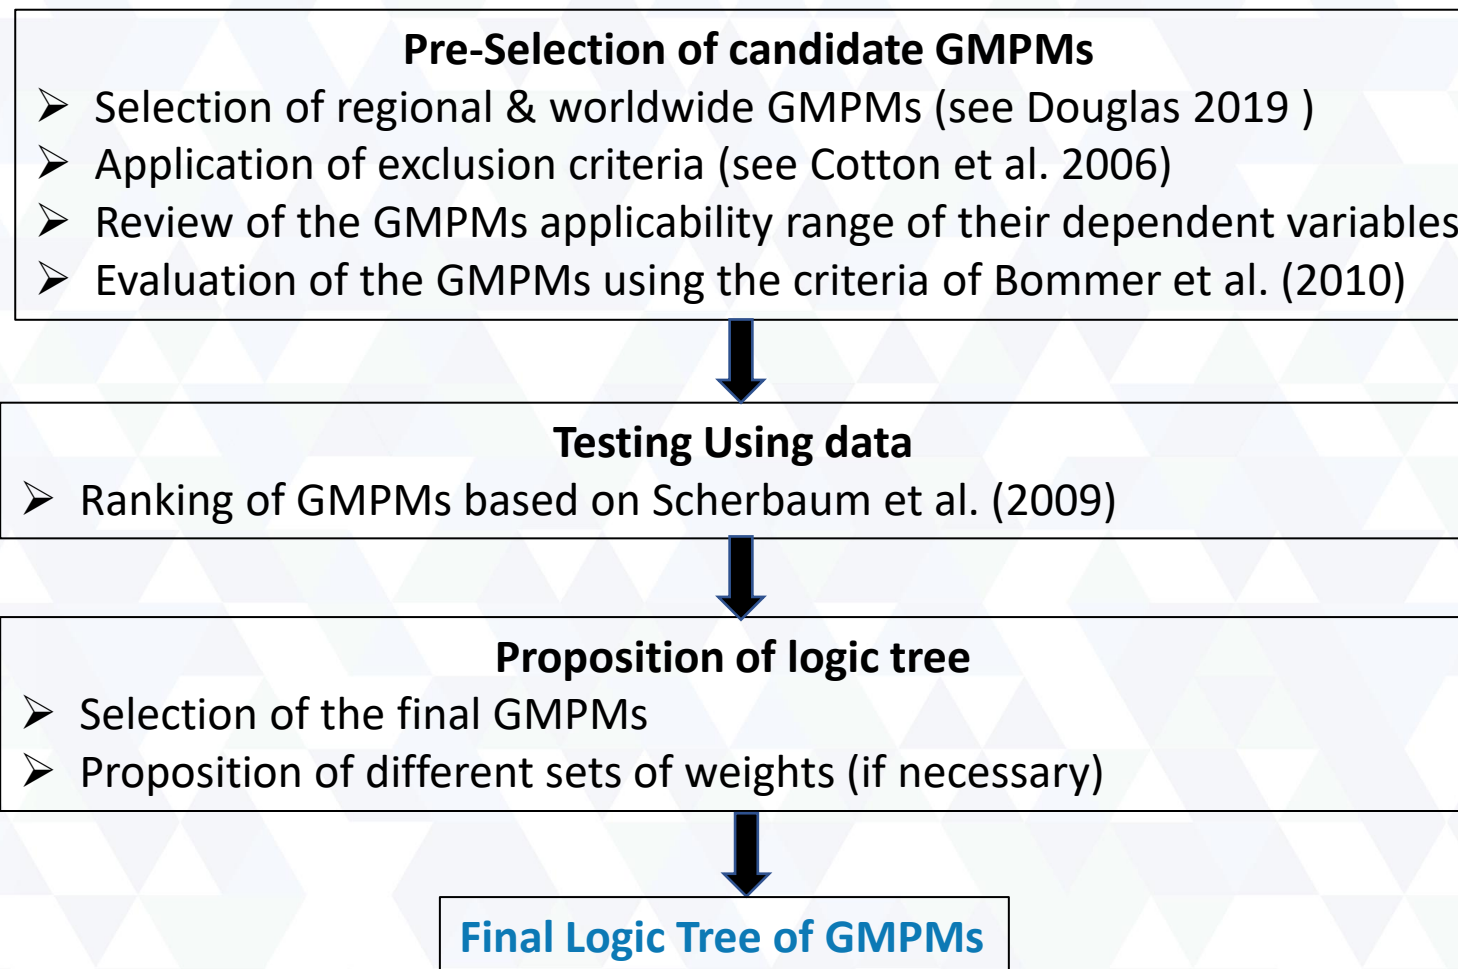 Pre-Selection of candidate GMPMs
➢ Selection of regional & worldwide GMPMs (see Douglas 2019 )
➢ Application of exclusion criteria (see Cotton et al. 2006)
➢ Review of the GMPMs applicability range of their dependent variables
➢ Evaluation of the GMPMs using the criteria of Bommer et al. (2010)
Testing Using data
➢ Ranking of GMPMs based on Scherbaum et al. (2009)
Proposition of logic tree
➢ Selection of the final GMPMs
➢ Proposition of different sets of weights (if necessary)
Final Logic Tree of GMPMs